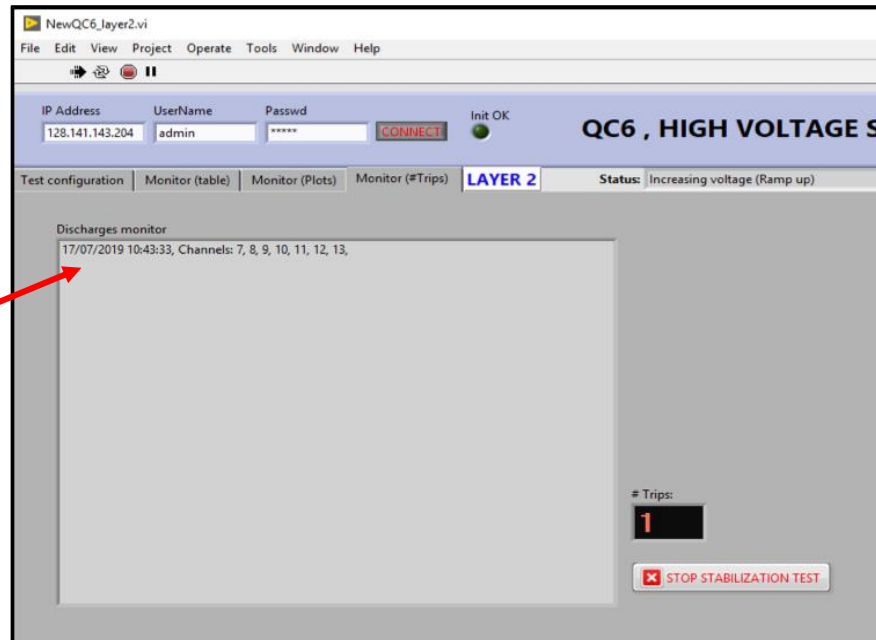 NewQC6_layer2.vi
File Edit View Project Operate Tools Window Help
IP Address UserName Passwd Init OK
128.141.143.204 admin ***** CONNECT QC6 , HIGH VOLTAGE S
Test configuration Monitor (table) Monitor (Plots) Monitor (#Trips) LAYER 2 Status: Increasing voltage (Ramp up)
Discharges monitor
17/07/2019 10:43:33, Channels: 7, 8, 9, 10, 11, 12, 13,
# Trips:
1
STOP STABILIZATION TEST